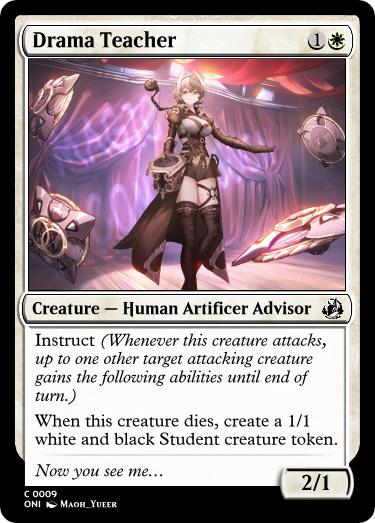 Drama Teacher 1
Creature — Human Artificer Advisor
Instruct (Whenever this creature attacks,
up to one other target attacking creature
gains the following abilities until end of
turn.)
When this creature dies, create a 1/1
white and black Student creature token.
Now you see me…
2/1
C 0009
ONI Maoh_Yueer